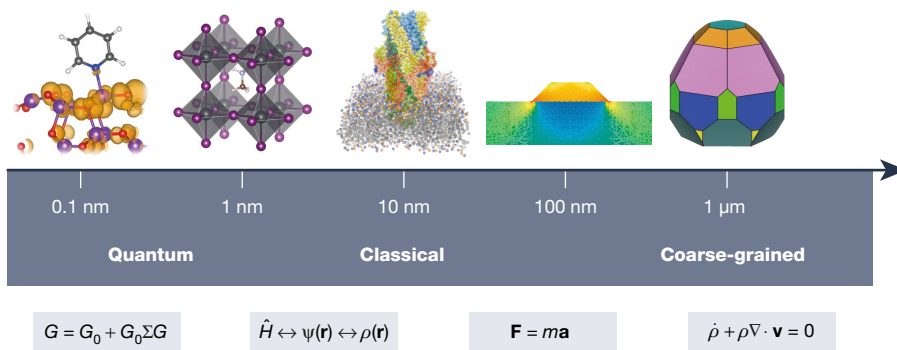 0.1 nm 1 nm 10 nm 100 nm 1 μm
Quantum Classical Coarse-grained
G = G₀ + G₀ΣG Ĥ ↔ ψ(r) ↔ ρ(r) F = ma ρ̇ + ρ∇· v = 0